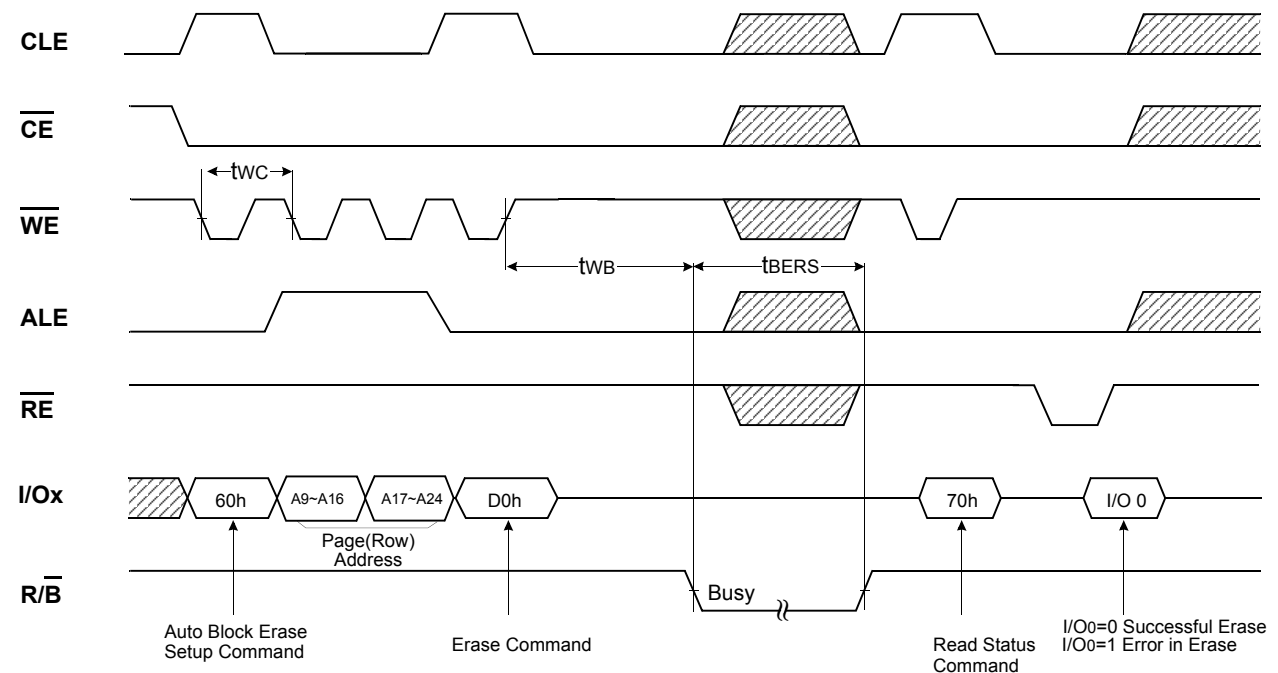 CLE
CE
tWC
WE
tWB
tBERS
ALE
RE
I/Ox
60h
A9~A16
A17~A24
D0h
70h
I/O 0
Page(Row)
Address
R/B
Busy
Auto Block Erase
Setup Command
Erase Command
Read Status
Command
I/O0=0 Successful Erase
I/O0=1 Error in Erase